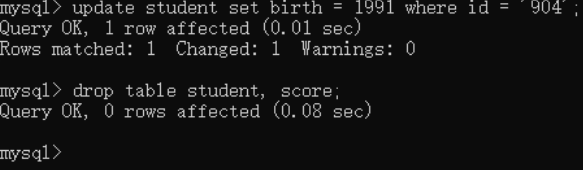 mysql> update student set birth = 1991 where id = '904';
Query OK, 1 row affected (0.01 sec)
Rows matched: 1  Changed: 1  Warnings: 0
mysql> drop table student, score;
Query OK, 0 rows affected (0.08 sec)
mysql>